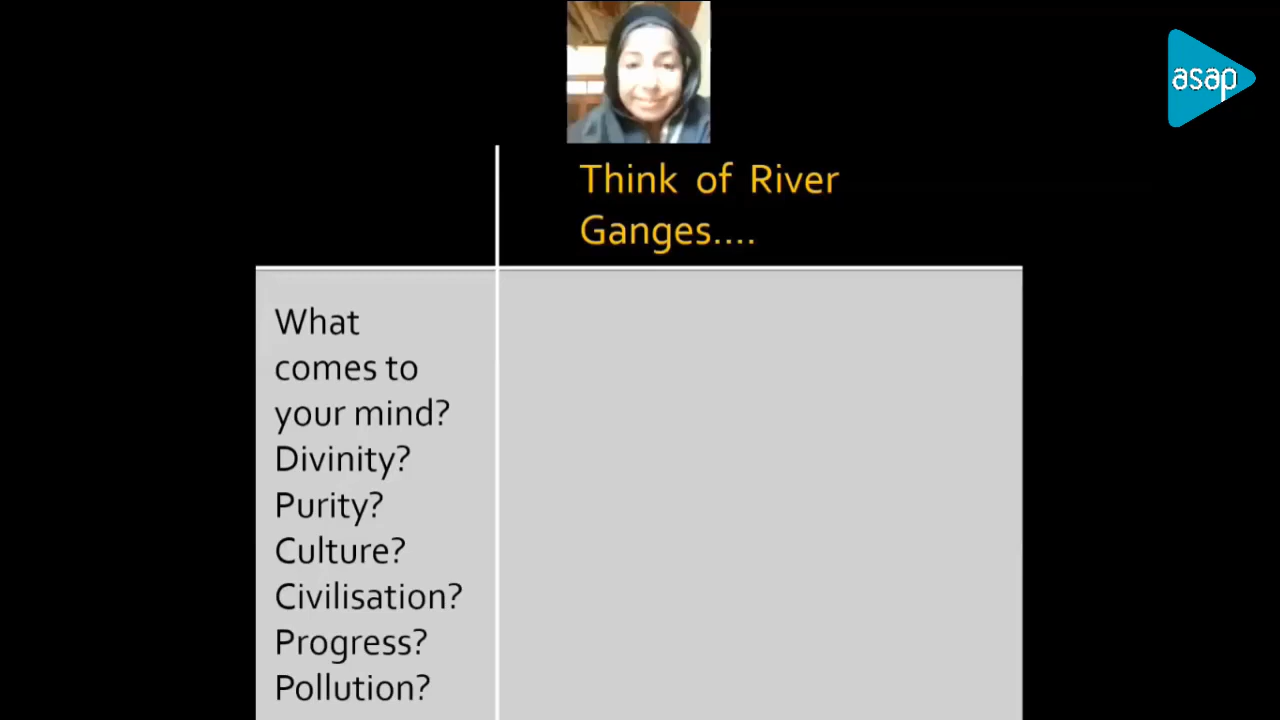 asap
Think of River
Ganges....
What
comes to
your mind?
Divinity?
Purity?
Culture?
Civilisation?
Progress?
Pollution?